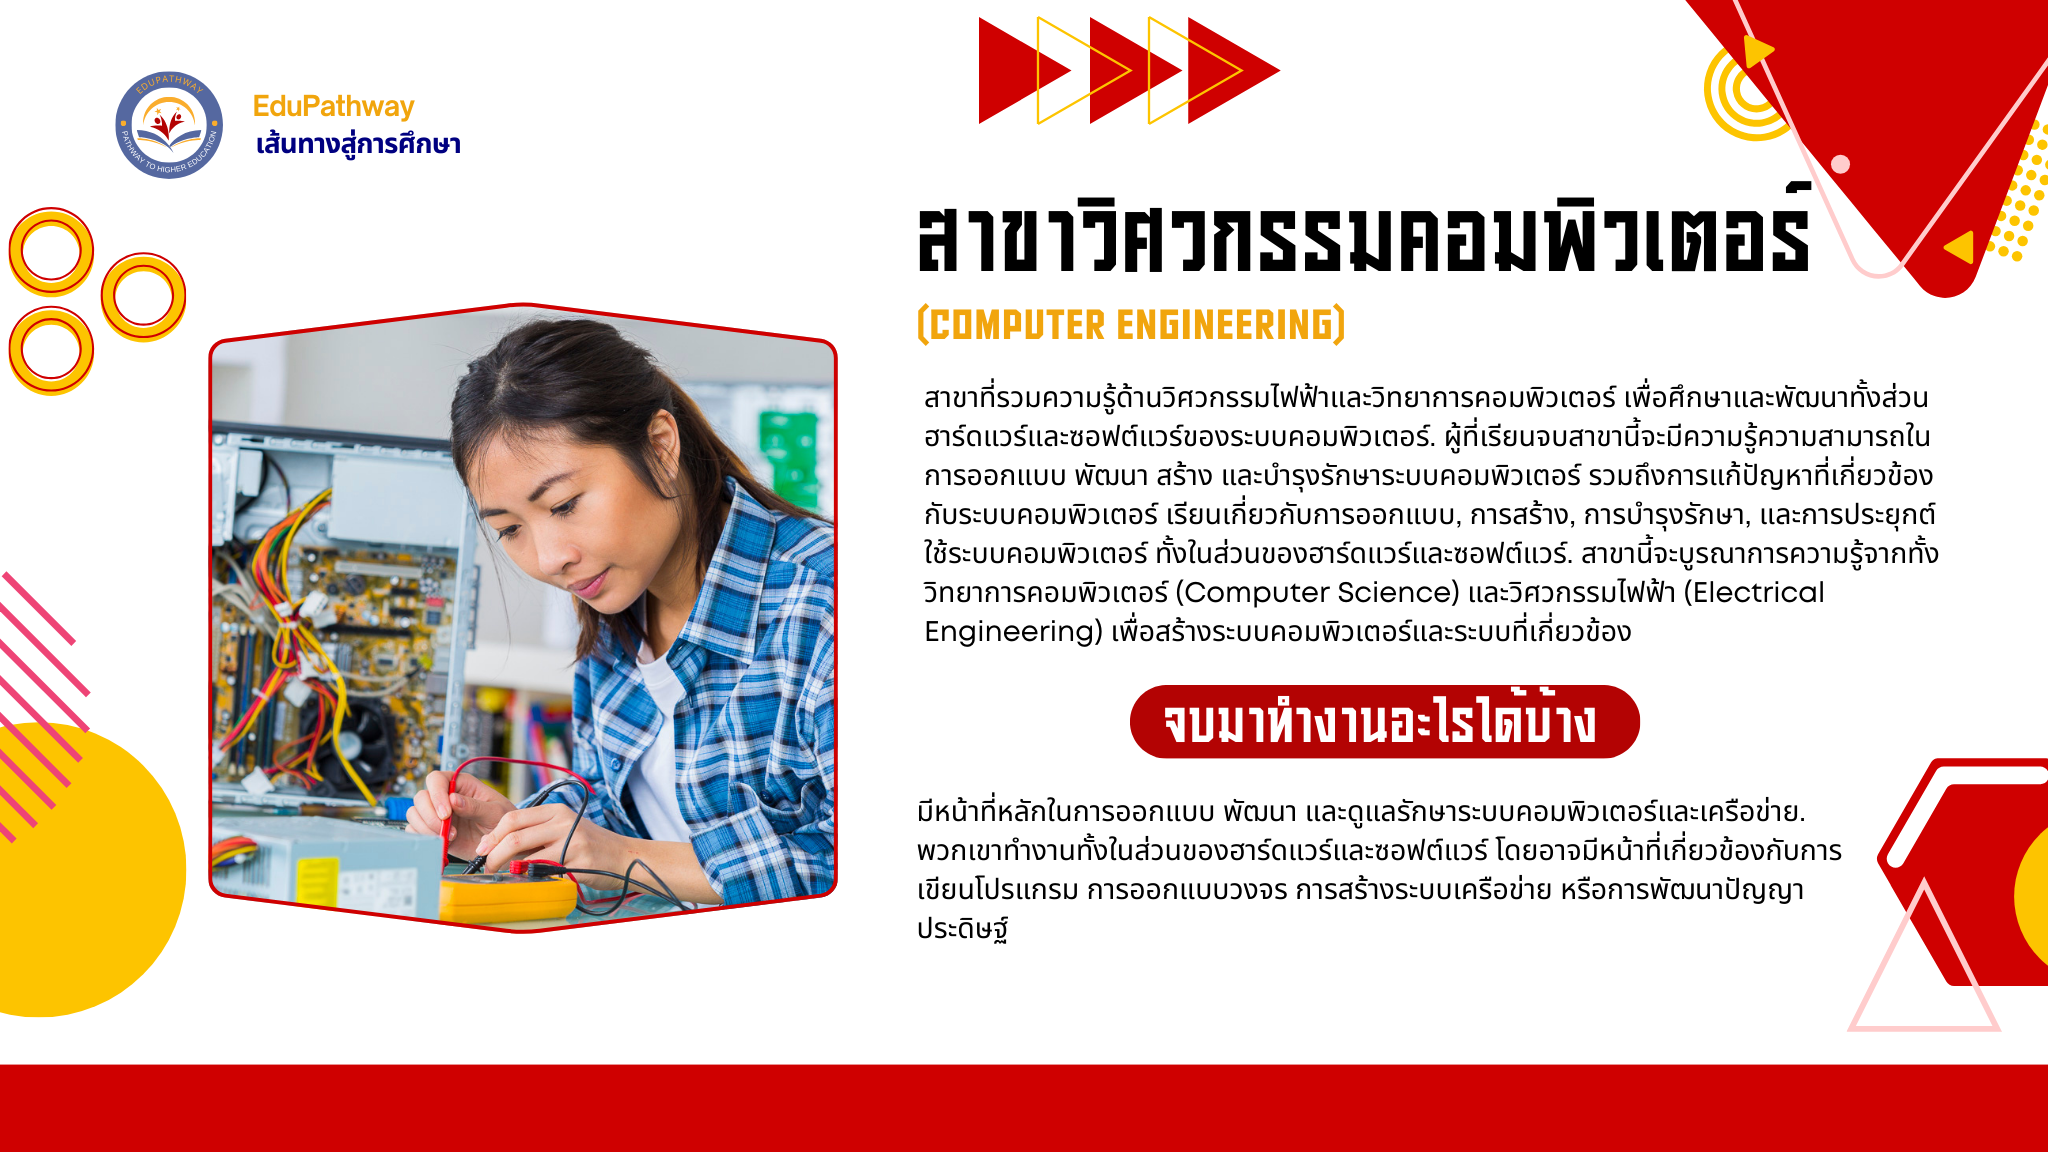 EDUPATHWAY
PATHWAY TO HIGHER EDUCATION
EduPathway
เส้นทางสู่การศึกษา
สาขาวิศวกรรมคอมพิวเตอร์
(COMPUTER ENGINEERING)
สาขาที่รวมความรู้ด้านวิศวกรรมไฟฟ้าและวิทยาการคอมพิวเตอร์ เพื่อศึกษาและพัฒนาทั้งส่วน
ฮาร์ดแวร์และซอฟต์แวร์ของระบบคอมพิวเตอร์. ผู้ที่เรียนจบสาขานี้จะมีความรู้ความสามารถใน
การออกแบบ พัฒนา สร้าง และบำรุงรักษาระบบคอมพิวเตอร์ รวมถึงการแก้ปัญหาที่เกี่ยวข้อง
กับระบบคอมพิวเตอร์ เรียนเกี่ยวกับการออกแบบ, การสร้าง, การบำรุงรักษา, และการประยุกต์
ใช้ระบบคอมพิวเตอร์ ทั้งในส่วนของฮาร์ดแวร์และซอฟต์แวร์. สาขานี้จะบูรณาการความรู้จากทั้ง
วิทยาการคอมพิวเตอร์ (Computer Science) และวิศวกรรมไฟฟ้า (Electrical
Engineering) เพื่อสร้างระบบคอมพิวเตอร์และระบบที่เกี่ยวข้อง
จบมาทำงานอะไรได้บ้าง
มีหน้าที่หลักในการออกแบบ พัฒนา และดูแลรักษาระบบคอมพิวเตอร์และเครือข่าย.
พวกเขาทำงานทั้งในส่วนของฮาร์ดแวร์และซอฟต์แวร์ โดยอาจมีหน้าที่เกี่ยวข้องกับการ
เขียนโปรแกรม การออกแบบวงจร การสร้างระบบเครือข่าย หรือการพัฒนาปัญญา
ประดิษฐ์